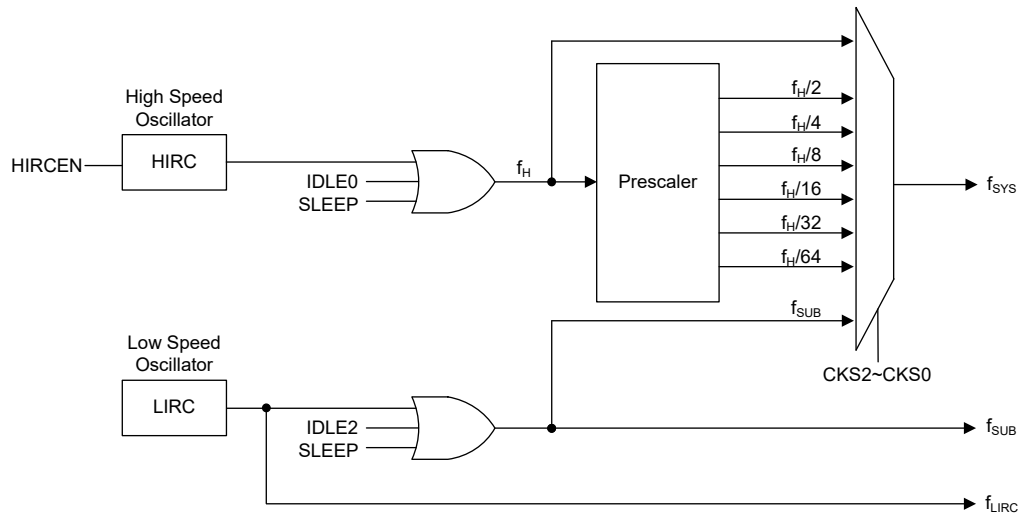 High Speed
Oscillator
HIRCEN
HIRC
IDLE0
SLEEP
fH
Prescaler
fH/2
fH/4
fH/8
fH/16
fH/32
fH/64
fSUB
fSYS
CKS2~CKS0
Low Speed
Oscillator
LIRC
IDLE2
SLEEP
fSUB
fLIRC